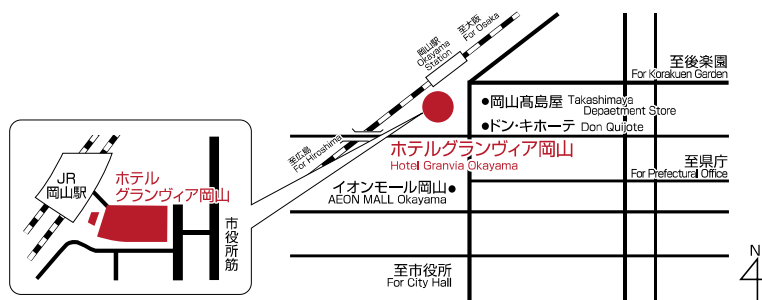 至大阪
For Osaka
岡山駅
Okayama
Station
至後楽園
For Korakuen Garden
岡山髙島屋 Takashimaya
Depaetment Store
ドン・キホーテ Don Quijote
至広島
For Hiroshima
ホテルグランヴィア岡山
Hotel Granvia Okayama
至県庁
For Prefectural Office
イオンモール岡山
AEON MALL Okayama
至市役所
For City Hall
JR
岡山駅
ホテル
グランヴィア岡山
市役所筋
N